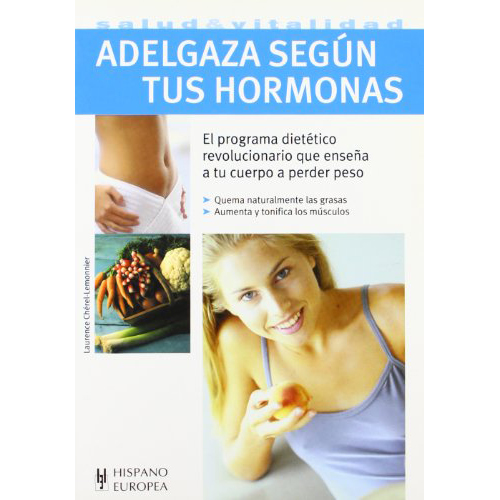 salud&vitalidad
ADELGAZA SEGÚN
TUS HORMONAS
El programa dietético
revolucionario que enseña
a tu cuerpo a perder peso
➤ Quema naturalmente las grasas
➤ Aumenta y tonifica los músculos
Laurence Chérel-Lemonnier
HISPANO
EUROPEA